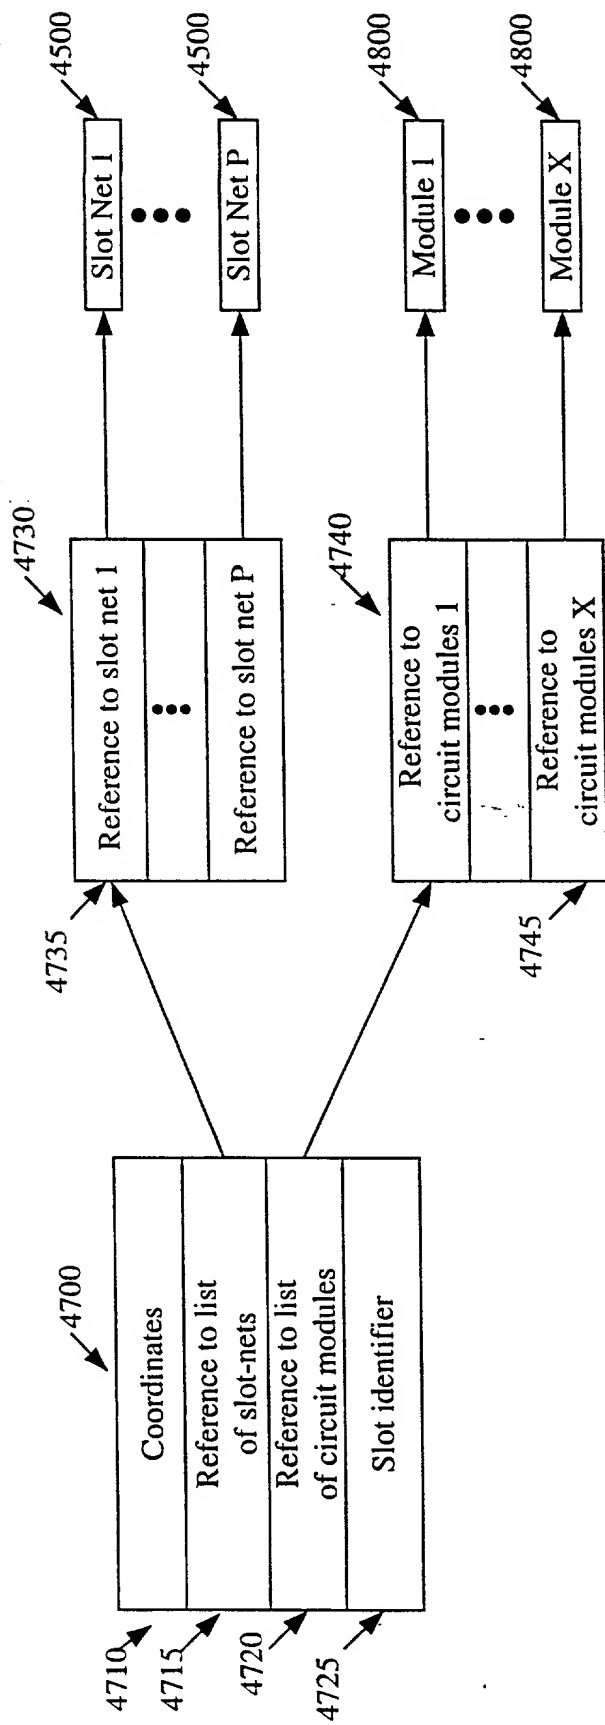 4700
4710
Coordinates
4715
Reference to list
of slot-nets
4720
Reference to list
of circuit modules
4725
Slot identifier
4730
4735
Reference to slot net 1
Reference to slot net P
4740
Reference to
circuit modules 1
4745
Reference to
circuit modules X
4500
Slot Net 1
4500
Slot Net P
4800
Module 1
4800
Module X